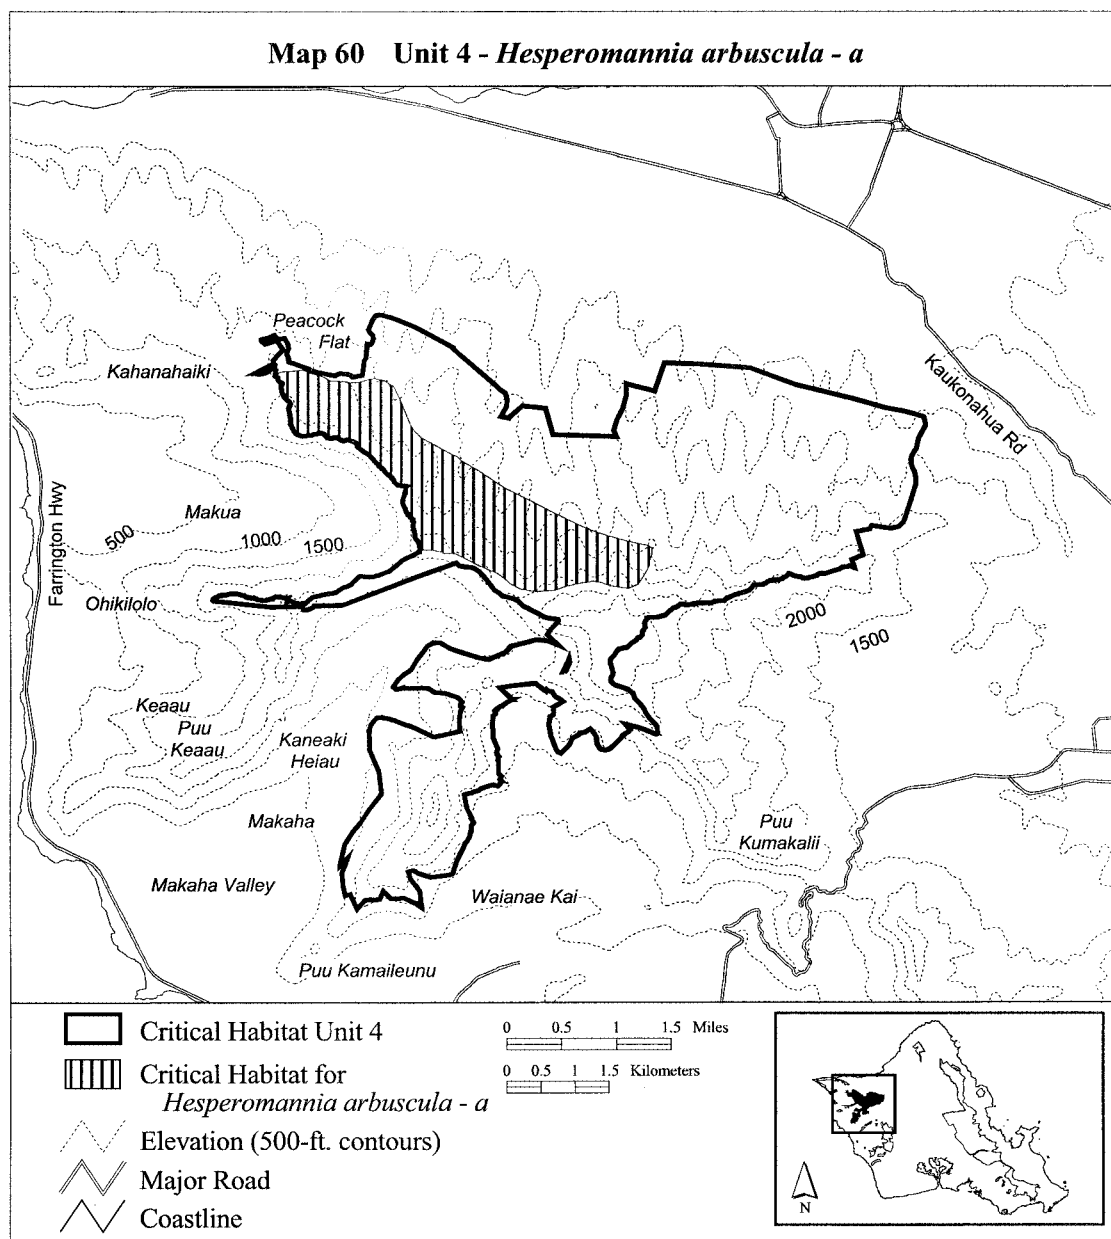 Map 60 Unit 4 - Hesperomannia arbuscula - a
Peacock
Flat
Kahanahaiki
Kaukonahua Rd
Farrington Hwy
Makua
500
1000
1500
Ohikilolo
2000
1500
Keaau
Puu
Keaau
Kaneaki
Heiau
Makaha
Puu
Kumakalii
Makaha Valley
Waianae Kai
Puu Kamaileunu
Critical Habitat Unit 4
Critical Habitat for
Hesperomannia arbuscula - a
Elevation (500-ft. contours)
Major Road
Coastline
0 0.5 1 1.5 Miles
0 0.5 1 1.5 Kilometers
N